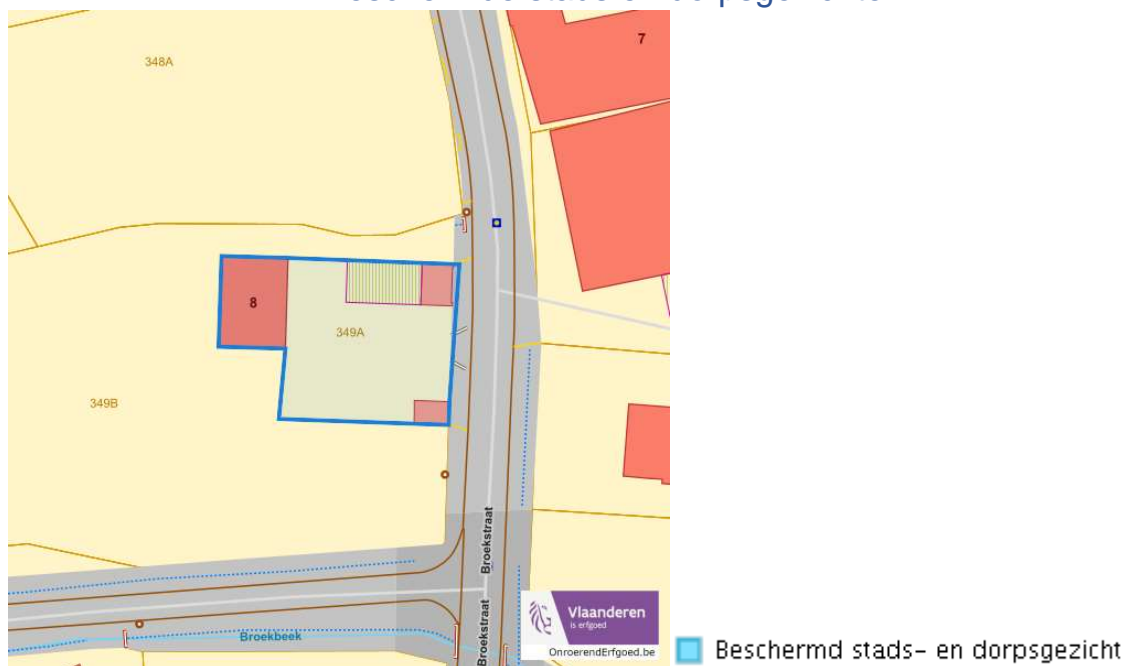 348A
7
8
349A
349B
Broekstraat
Broekstraat
Broekbeek
Vlaanderen
is erfgoed
OnroerendErfgoed.be
Beschermd stads- en dorpsgezicht